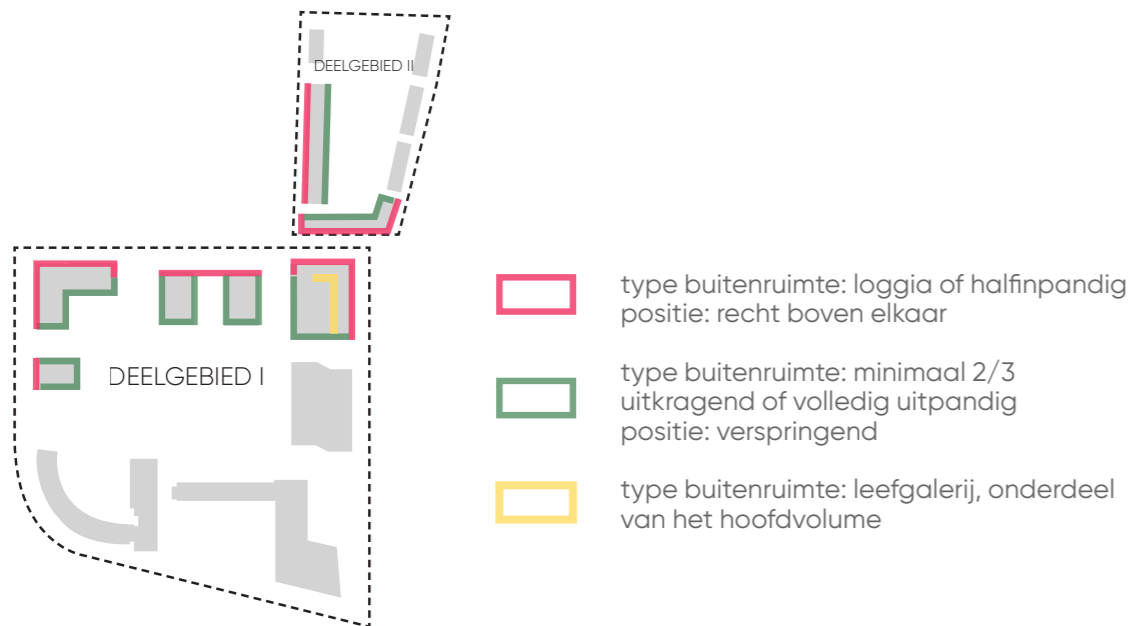 DEELGEBIED II
DEELGEBIED I
type buitenruimte: loggia of halfinpandig
positie: recht boven elkaar
type buitenruimte: minimaal 2/3
uitkragend of volledig uitpandig
positie: verspringend
type buitenruimte: leefgalerij, onderdeel
van het hoofdvolume